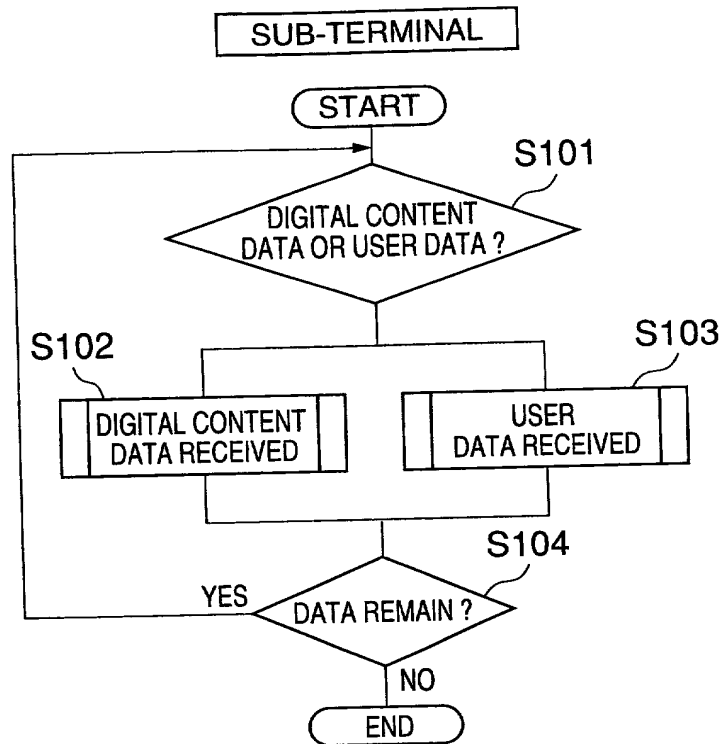 SUB-TERMINAL
START
S101
DIGITAL CONTENT
DATA OR USER DATA ?
S102
DIGITAL CONTENT
DATA RECEIVED
S103
USER
DATA RECEIVED
S104
YES
DATA REMAIN ?
NO
END